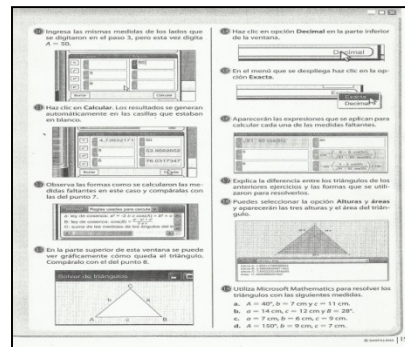 Ingresa las mismas medidas de los lados que
se digitaron en el paso 3, pero esta vez digita
A = 50.
50
Calcular
Haz clic en Calcular. Los resultados se generan
automáticamente en las casillas que estaban
en blanco.
50
Observa las formas como se calcularon las me-
didas faltantes en este caso y compáralas con
las del punto 7.
En la parte superior de esta ventana se puede
ver gráficamente cómo queda el triángulo.
Compáralo con el del punto 8.
Solver de triángulos
C
b
a
A
c
B
Haz clic en opción Decimal en la parte inferior
de la ventana.
Decimal
En el menú que se despliega haz clic en la op-
ción Exacta.
Exacta
Decimal
Aparecerán las expresiones que se aplican para
calcular cada una de las medidas faltantes.
Explica la diferencia entre los triángulos de los
anteriores ejercicios y las formas que se utili-
zaron para resolverlos.
Puedes seleccionar la opción Alturas y áreas
y aparecerán las tres alturas y el área del trián-
gulo.
Utiliza Microsoft Mathematics para resolver los
triángulos con las siguientes medidas.
a. A = 40°, b = 7 cm y c = 11 cm.
b. a = 14 cm, c = 12 cm y B = 28°.
c. a = 7 cm, b = 6 cm, c = 9 cm.
d. A = 150°, b = 9 cm, c = 7 cm.
© SANTILLANA